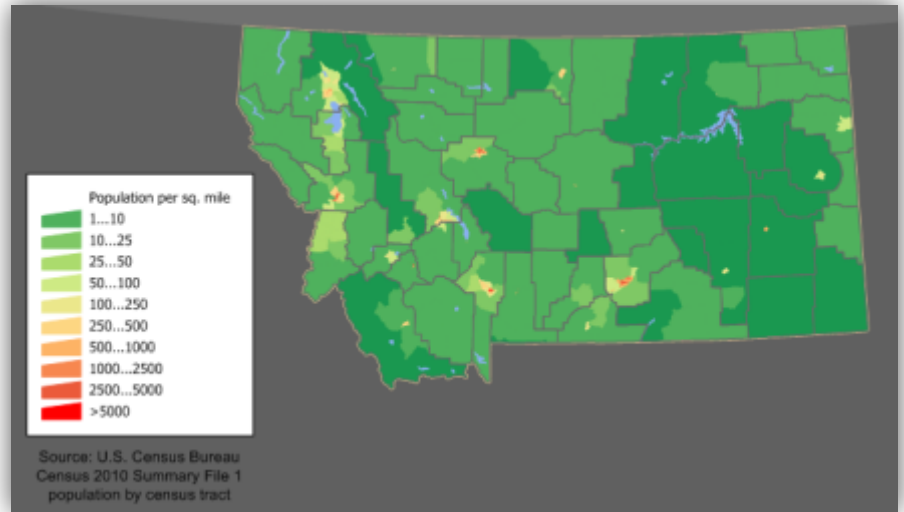 Population per sq. mile
1...10
10...25
25...50
50...100
100...250
250...500
500...1000
1000...2500
2500...5000
>5000
Source: U.S. Census Bureau
Census 2010 Summary File 1
population by census tract